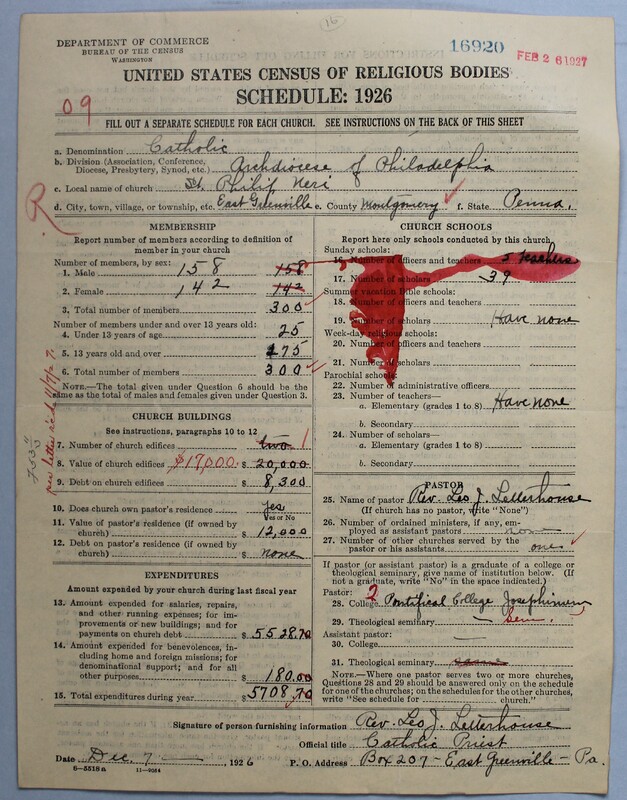 16
DEPARTMENT OF COMMERCE
BUREAU OF THE CENSUS
WASHINGTON
16920
FEB 26 1927
UNITED STATES CENSUS OF RELIGIOUS BODIES
SCHEDULE: 1926
09
FILL OUT A SEPARATE SCHEDULE FOR EACH CHURCH. SEE INSTRUCTIONS ON THE BACK OF THIS SHEET
a. Denomination Catholic
b. Division (Association, Conference, Diocese, Presbytery, Synod, etc.) Archdiocese of Philadelphia
c. Local name of church St. Philip Neri
d. City, town, village, or township, etc. East Greenville e. County Montgomery f. State Penna.
R
MEMBERSHIP
Report number of members according to definition of
member in your church
Number of members, by sex:
1. Male 158 158
2. Female 142 142
3. Total number of members 300
Number of members under and over 13 years old:
4. Under 13 years of age 25
5. 13 years old and over 275
6. Total number of members 300
NOTE.—The total given under Question 6 should be the
same as the total of males and females given under Question 3.
CHURCH BUILDINGS
See instructions, paragraphs 10 to 12
7. Number of church edifices two 1
8. Value of church edifices $17,000 $ 20,000
9. Debt on church edifices $ 8,300
10. Does church own pastor's residence yes
Yes or No
11. Value of pastor's residence (if owned by
church) $ 12,000
12. Debt on pastor's residence (if owned by
church) $ none
EXPENDITURES
Amount expended by your church during last fiscal year
13. Amount expended for salaries, repairs,
and other running expenses; for im-
provements or new buildings; and for
payments on church debt $ 5528.70
14. Amount expended for benevolences, in-
cluding home and foreign missions; for
denominational support; and for all
other purposes $ 180.00
15. Total expenditures during year $ 5708.70
CHURCH SCHOOLS
Report here only schools conducted by this church
Sunday schools:
16. Number of officers and teachers 5 teachers
17. Number of scholars 39
Summer vacation Bible schools:
18. Number of officers and teachers
19. Number of scholars Have none
Week-day religious schools:
20. Number of officers and teachers
21. Number of scholars
Parochial schools:
22. Number of administrative officers
23. Number of teachers—
a. Elementary (grades 1 to 8) Have none
b. Secondary
24. Number of scholars—
a. Elementary (grades 1 to 8)
b. Secondary
PASTOR
25. Name of pastor Rev. Leo J. Letterhouse
(If church has no pastor, write "None")
26. Number of ordained ministers, if any, em-
ployed as assistant pastors none
27. Number of other churches served by the
pastor or his assistants one
If pastor (or assistant pastor) is a graduate of a college or
theological seminary, give name of institution below. (If
not a graduate, write "No" in the space indicated.)
Pastor: 2
28. College Pontifical College Josephinum
29. Theological seminary — Sem.
Assistant pastor:
30. College —
31. Theological seminary
NOTE.—Where one pastor serves two or more churches,
Questions 28 and 29 should be answered only on the schedule
for one of the churches; on the schedules for the other churches,
write "See schedule for church."
Signature of person furnishing information Rev. Leo J. Letterhouse
Official title Catholic Priest
Date Dec 7 —, 1926 P. O. Address Box 207 - East Greenville - Pa.
8—5518 a 11—9084